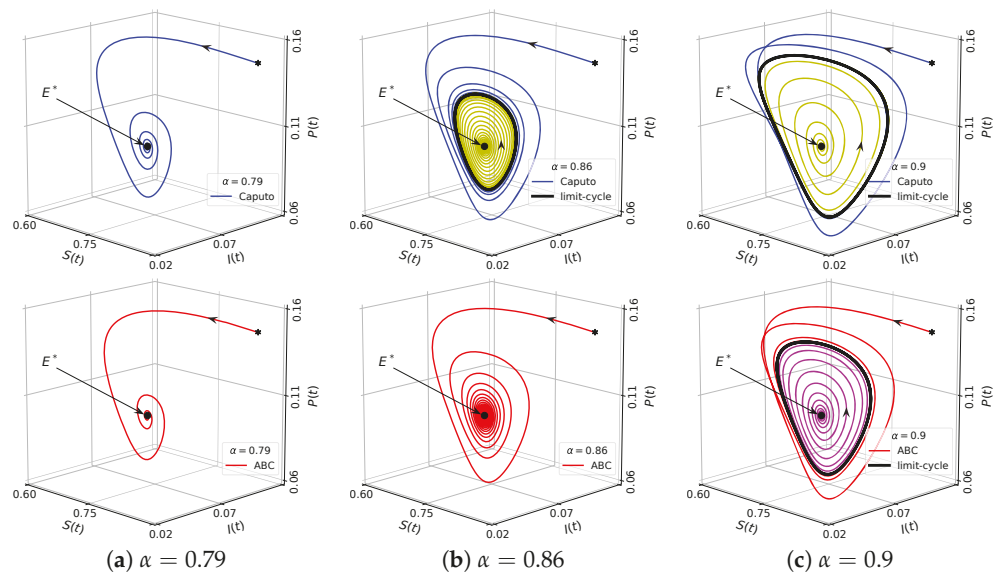 0.16
E*
0.11
P(t)
α = 0.79
Caputo
0.06
0.60
0.75
S(t)
0.02
0.07
I(t)
0.16
E*
0.11
P(t)
α = 0.86
Caputo
limit-cycle
0.06
0.60
0.75
S(t)
0.02
0.07
I(t)
0.16
E*
0.11
P(t)
α = 0.9
Caputo
limit-cycle
0.06
0.60
0.75
S(t)
0.02
0.07
I(t)
0.16
E*
0.11
P(t)
α = 0.79
ABC
0.06
0.60
0.75
S(t)
0.02
0.07
I(t)
0.16
E*
0.11
P(t)
α = 0.86
ABC
0.06
0.60
0.75
S(t)
0.02
0.07
I(t)
0.16
E*
0.11
P(t)
α = 0.9
ABC
limit-cycle
0.06
0.60
0.75
S(t)
0.02
0.07
I(t)
(a) α = 0.79
(b) α = 0.86
(c) α = 0.9